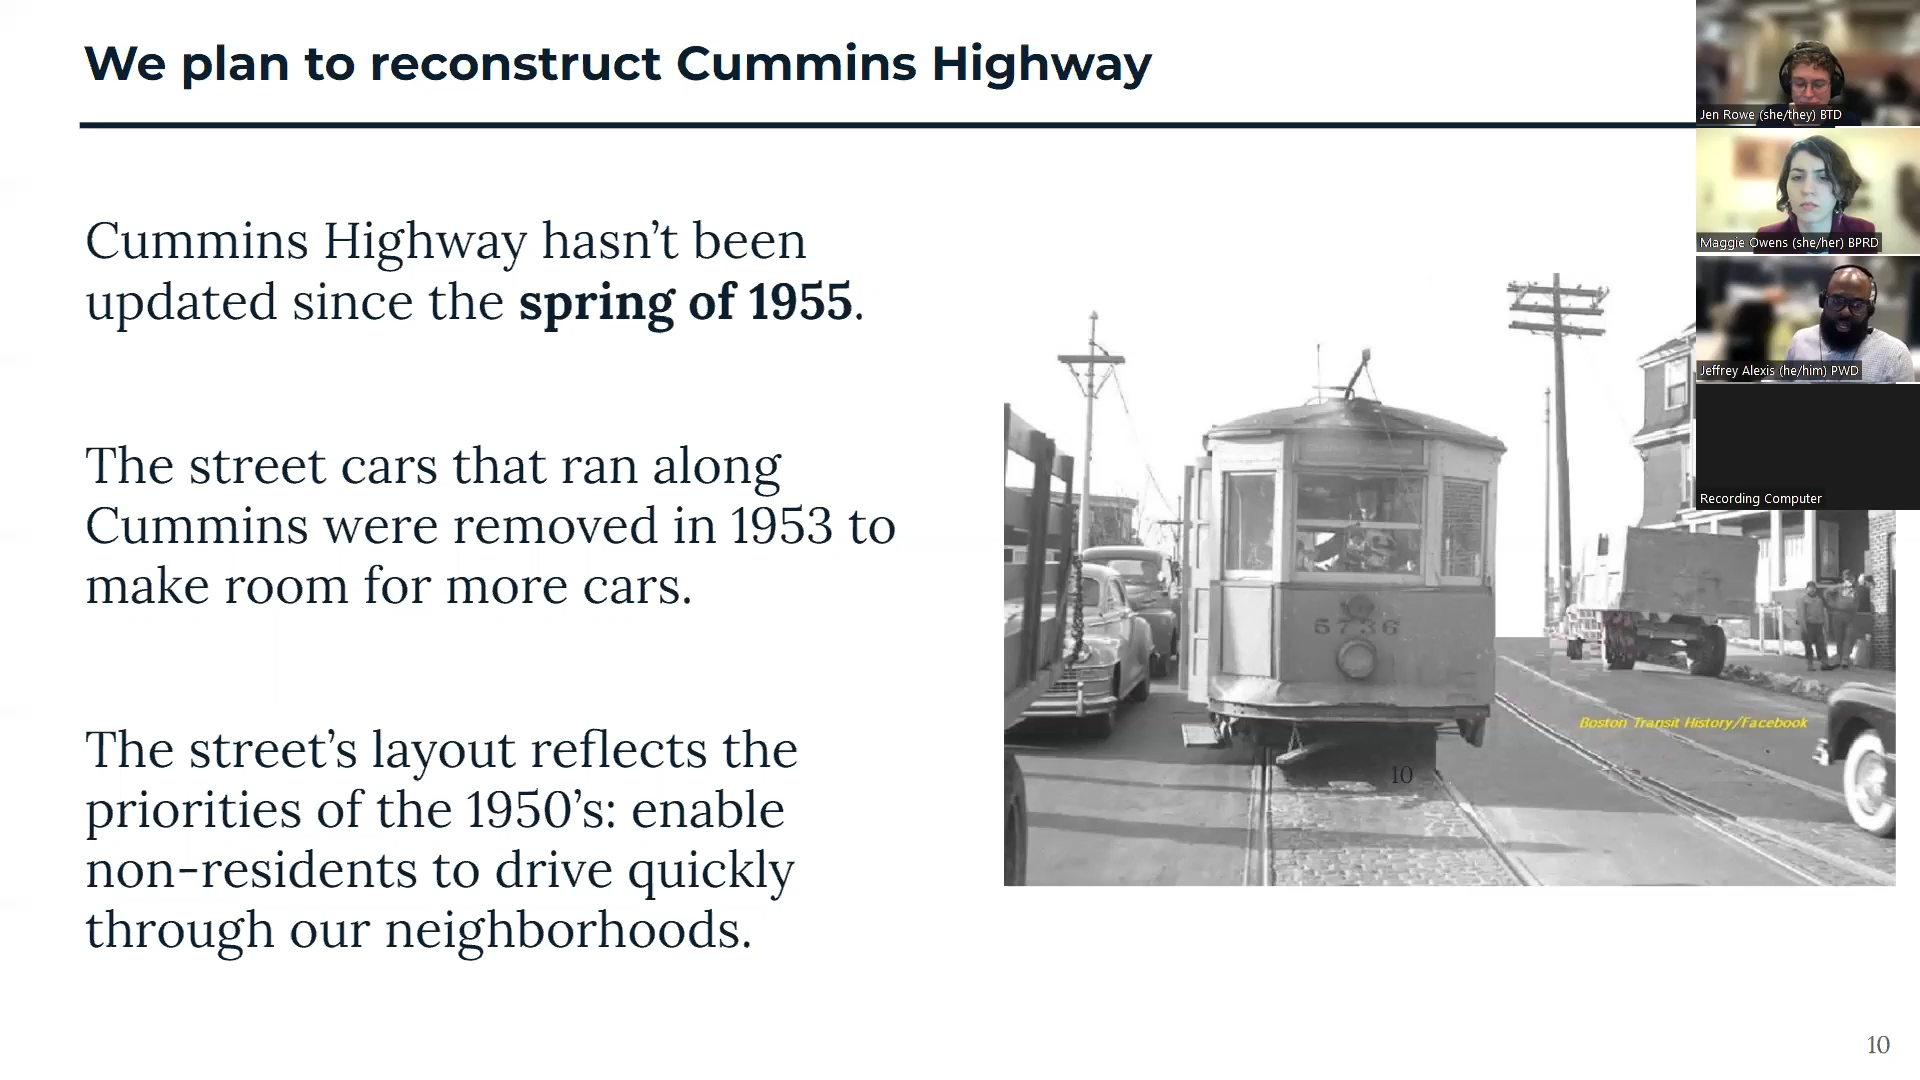 We plan to reconstruct Cummins Highway
Cummins Highway hasn’t been
updated since the spring of 1955.
The street cars that ran along
Cummins were removed in 1953 to
make room for more cars.
The street’s layout reflects the
priorities of the 1950’s: enable
non-residents to drive quickly
through our neighborhoods.
5736
Boston Transit History/Facebook
10
10
Jen Rowe (she/they) BTD
Maggie Owens (she/her) BPRD
Jeffrey Alexis (he/him) PWD
Recording Computer